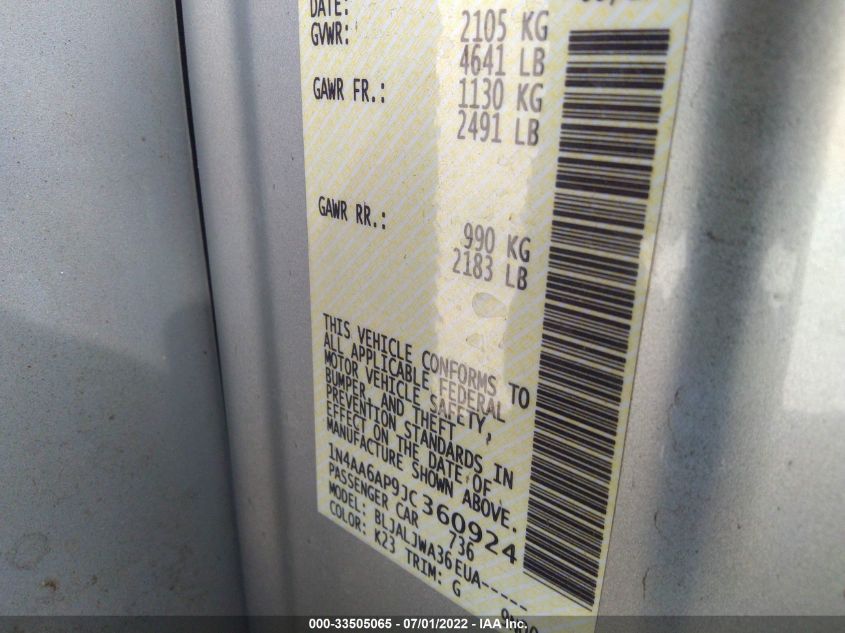 DATE:
GVWR: 2105 KG
4641 LB
GAWR FR.: 1130 KG
2491 LB
GAWR RR.: 990 KG
2183 LB
THIS VEHICLE CONFORMS TO
ALL APPLICABLE FEDERAL
MOTOR VEHICLE SAFETY,
BUMPER, AND THEFT
PREVENTION STANDARDS IN
EFFECT ON THE DATE OF
MANUFACTURE SHOWN ABOVE.
1N4AA6AP9JC360924
PASSENGER CAR 736
MODEL: BLJALJWA36EUA-----
COLOR: K23 TRIM: G
000-33505065 - 07/01/2022 - IAA Inc.